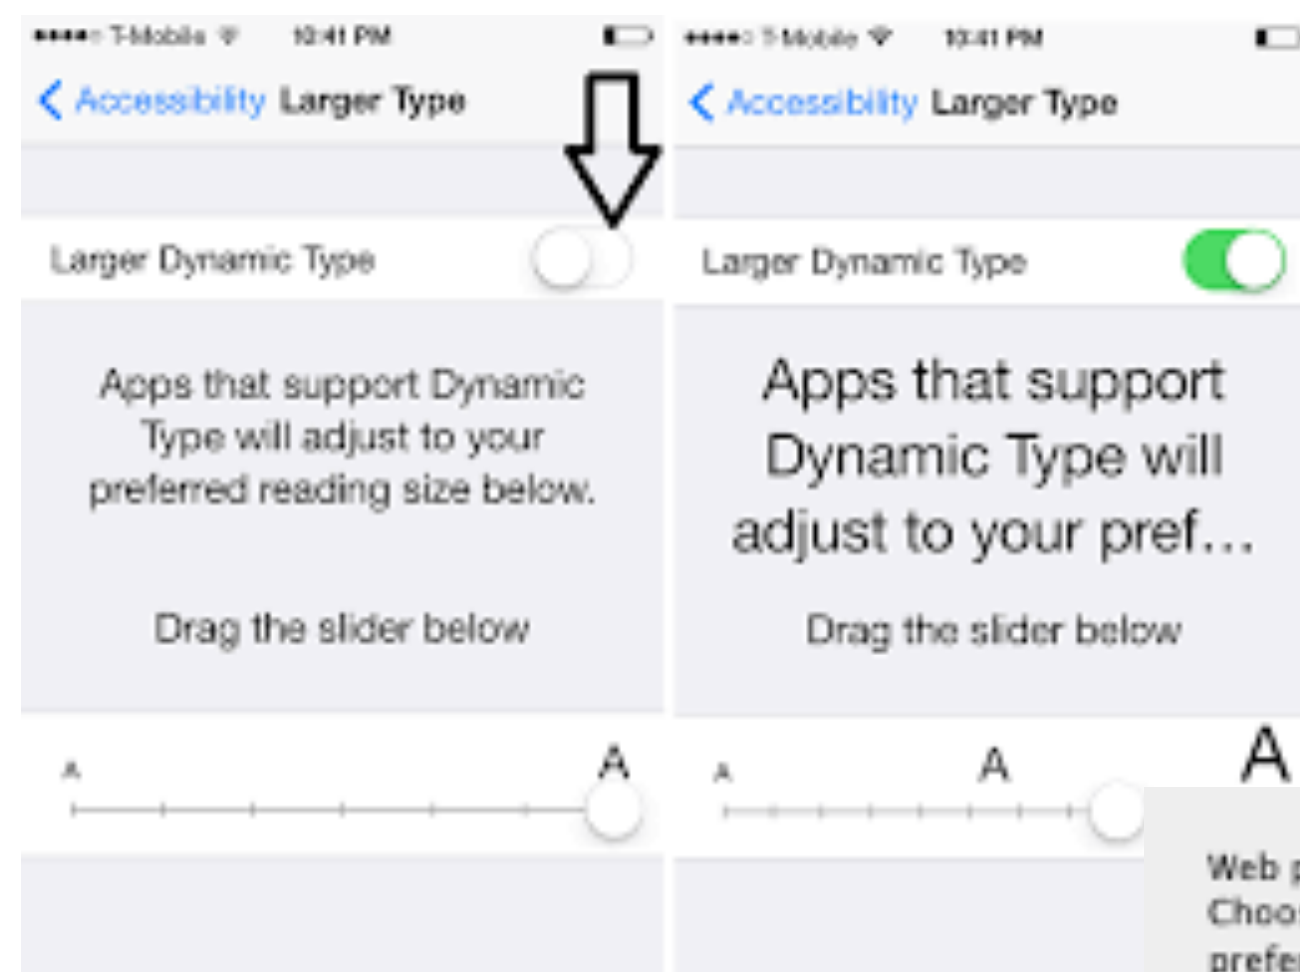 T-Mobile 10:41 PM
Accessibility Larger Type
Larger Dynamic Type
Apps that support Dynamic
Type will adjust to your
preferred reading size below.
Drag the slider below
A A
T-Mobile 10:41 PM
Accessibility Larger Type
Larger Dynamic Type
Apps that support
Dynamic Type will
adjust to your pref...
Drag the slider below
A A A
Web